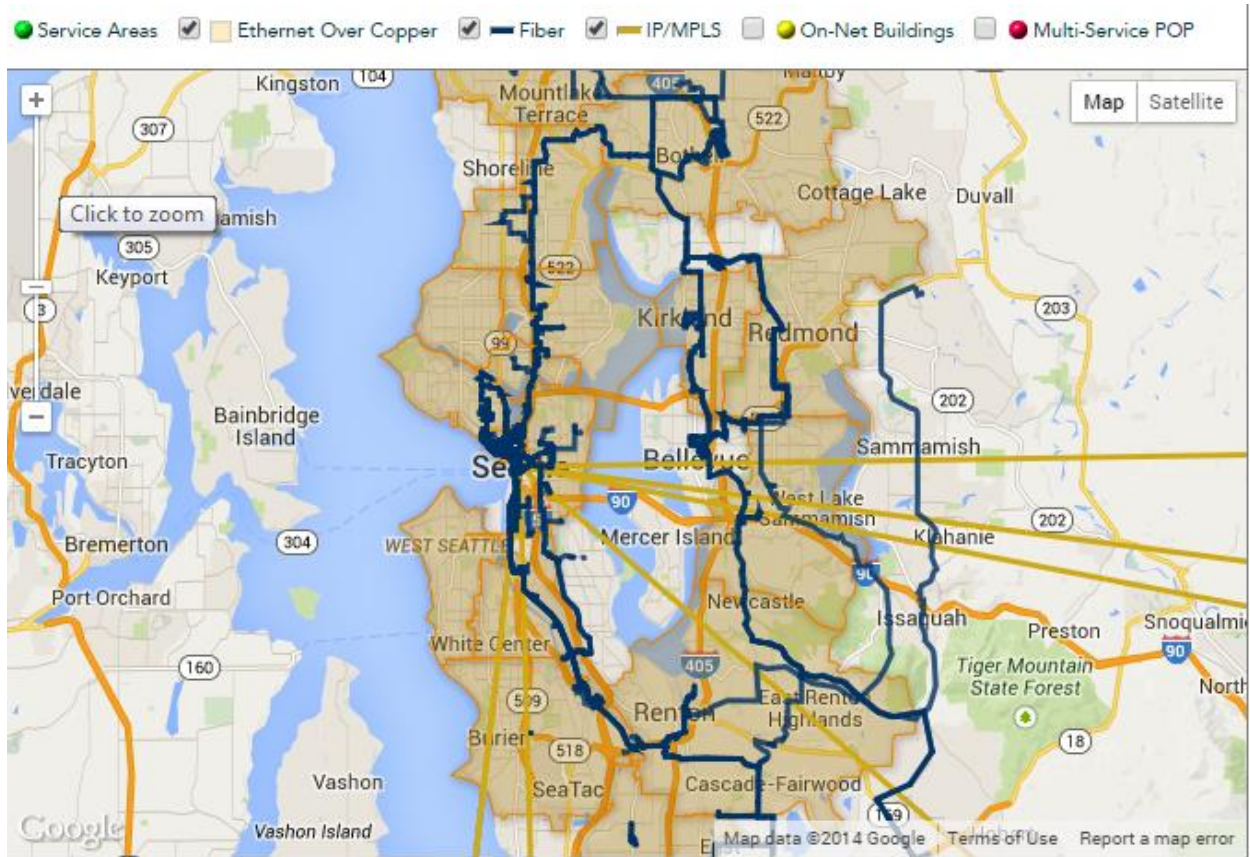 Service Areas Ethernet Over Copper Fiber IP/MPLS On-Net Buildings Multi-Service POP
Kingston 104 405
Mountlake
Terrace
Map Satellite
307 522
Shoreline
Cottage Lake Duvall
Click to zoom
305
Keyport
522
3 203
Kirkland
Redmond
99
202
Bainbridge
Island
Sammamish
Tracyton
Bellevue
90 West Lake
Sammamish
202
Bremerton 304 WEST SEATTLE Mercer Island Klahanie
90
Port Orchard
Newcastle
Issaquah
Preston
White Center
160 405 90
Tiger Mountain
State Forest
North
509 Renton East Rento
Highlands
Burien
518 18
Vashon SeaTac Cascade-Fairwood
169
Google Vashon Island
Map data ©2014 Google Terms of Use Report a map error